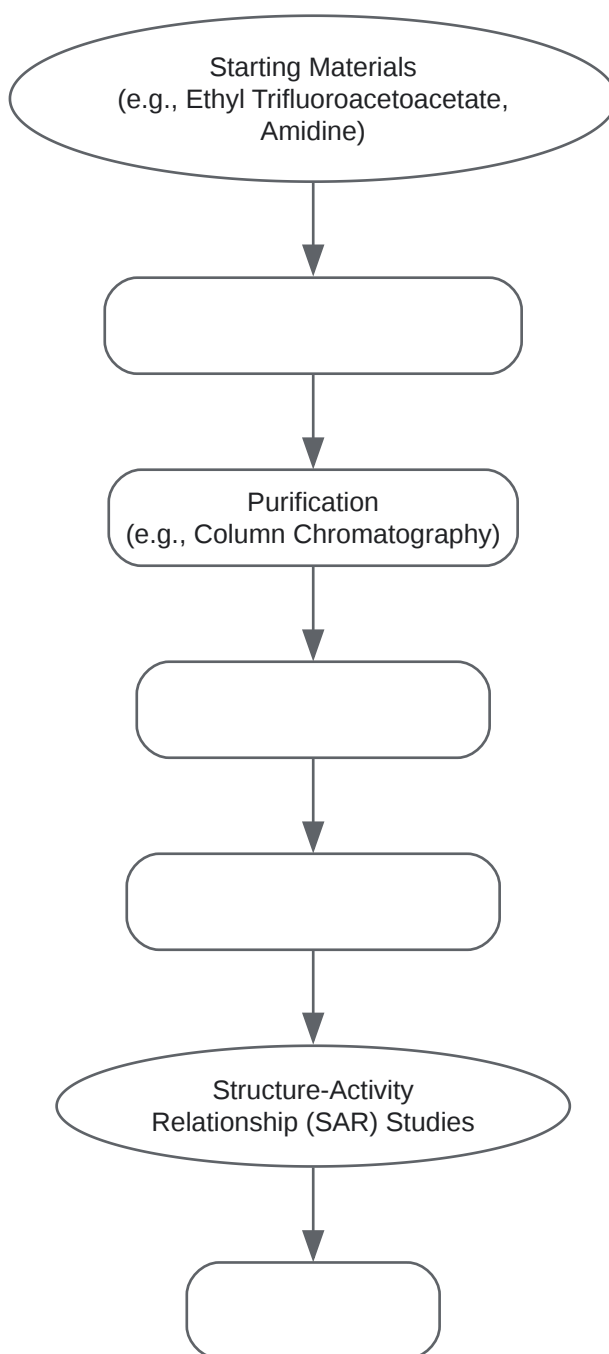 Starting Materials
(e.g., Ethyl Trifluoroacetoacetate,
Amidine)
Purification
(e.g., Column Chromatography)
Structure-Activity
Relationship (SAR) Studies